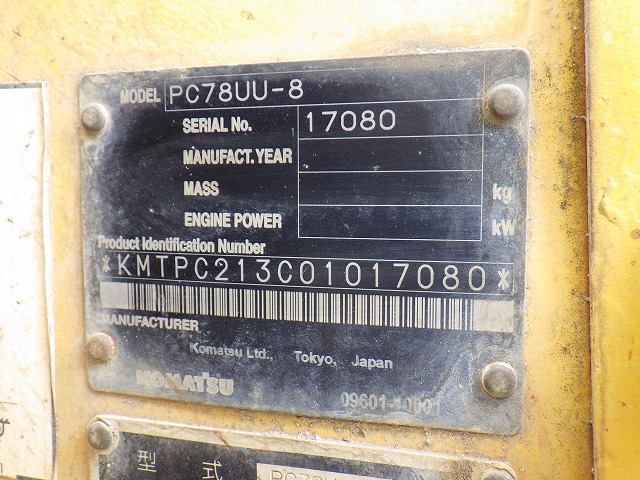 MODEL PC78UU-8
SERIAL No. 17080
MANUFACT. YEAR
MASS kg
ENGINE POWER kW
Product Identification Number
*KMTPC213C01017080*
MANUFACTURER
Komatsu Ltd., Tokyo, Japan
KOMATSU 09601-10001
型 式 PC78U